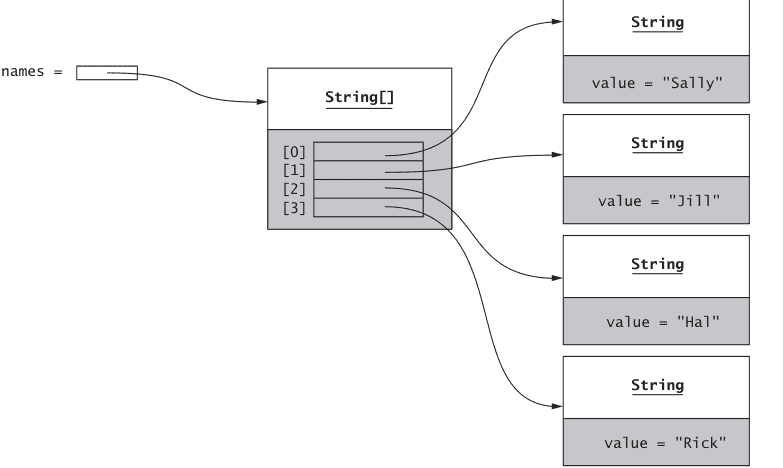 names =
String[]
[0]
[1]
[2]
[3]
String
value = "Sally"
String
value = "Jill"
String
value = "Hal"
String
value = "Rick"